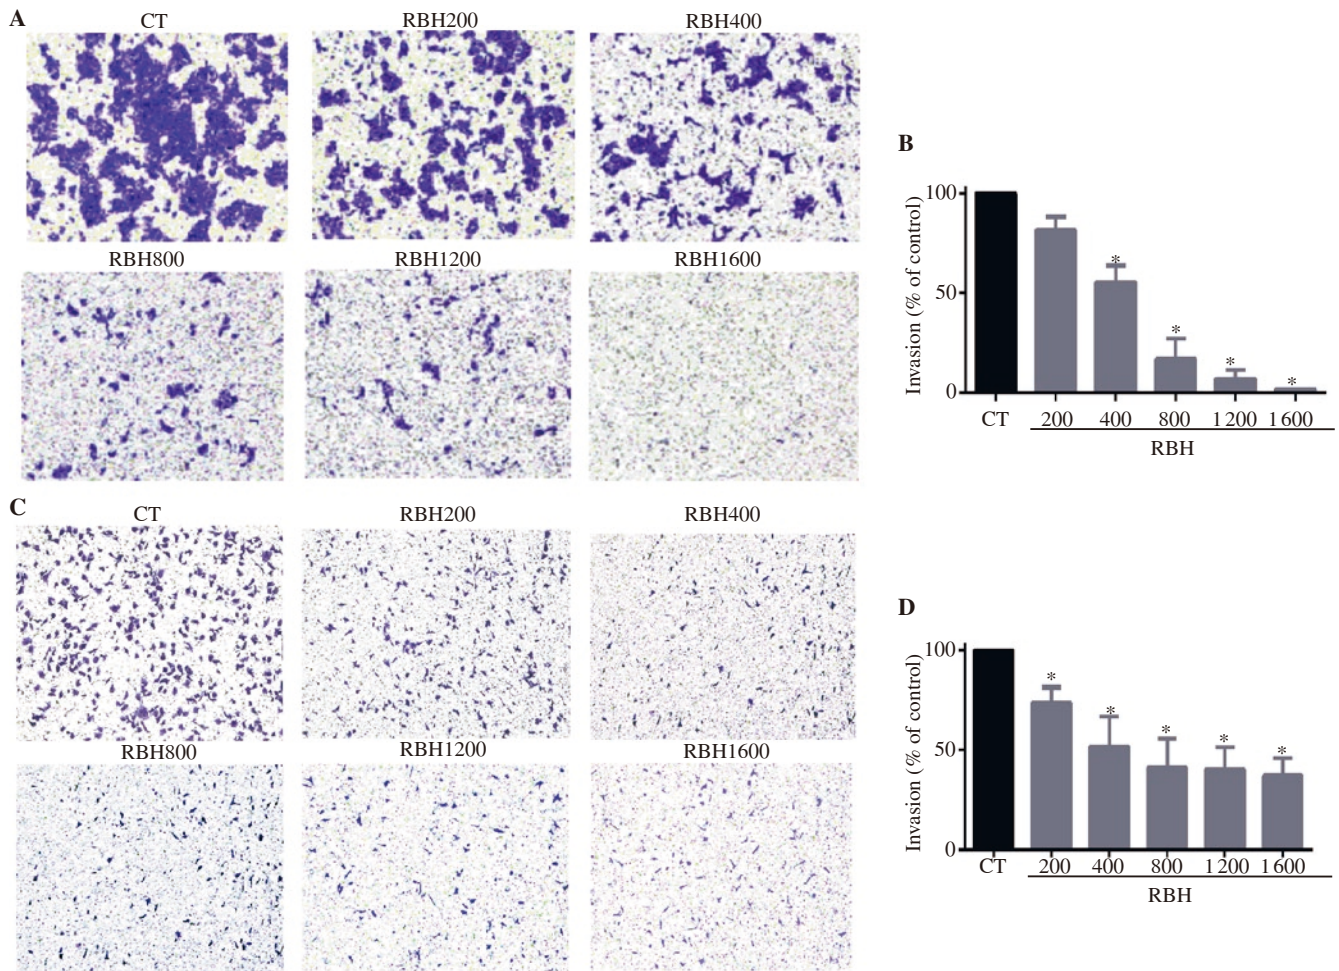 A
CT
RBH200
RBH400
RBH800
RBH1200
RBH1600
B
Invasion (% of control)
100
50
0
*
*
*
*
CT
200
400
800
1 200
1 600
RBH
C
CT
RBH200
RBH400
RBH800
RBH1200
RBH1600
D
Invasion (% of control)
100
50
0
*
*
*
*
*
CT
200
400
800
1 200
1 600
RBH